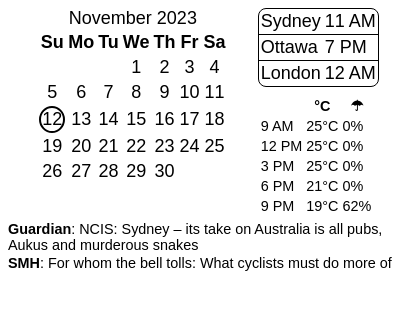 November 2023
Su Mo Tu We Th Fr Sa
1 2 3 4
5 6 7 8 9 10 11
12 13 14 15 16 17 18
19 20 21 22 23 24 25
26 27 28 29 30
Sydney 11 AM
Ottawa 7 PM
London 12 AM
°C ☂
9 AM 25°C 0%
12 PM 25°C 0%
3 PM 25°C 0%
6 PM 21°C 0%
9 PM 19°C 62%
Guardian: NCIS: Sydney – its take on Australia is all pubs,
Aukus and murderous snakes
SMH: For whom the bell tolls: What cyclists must do more of